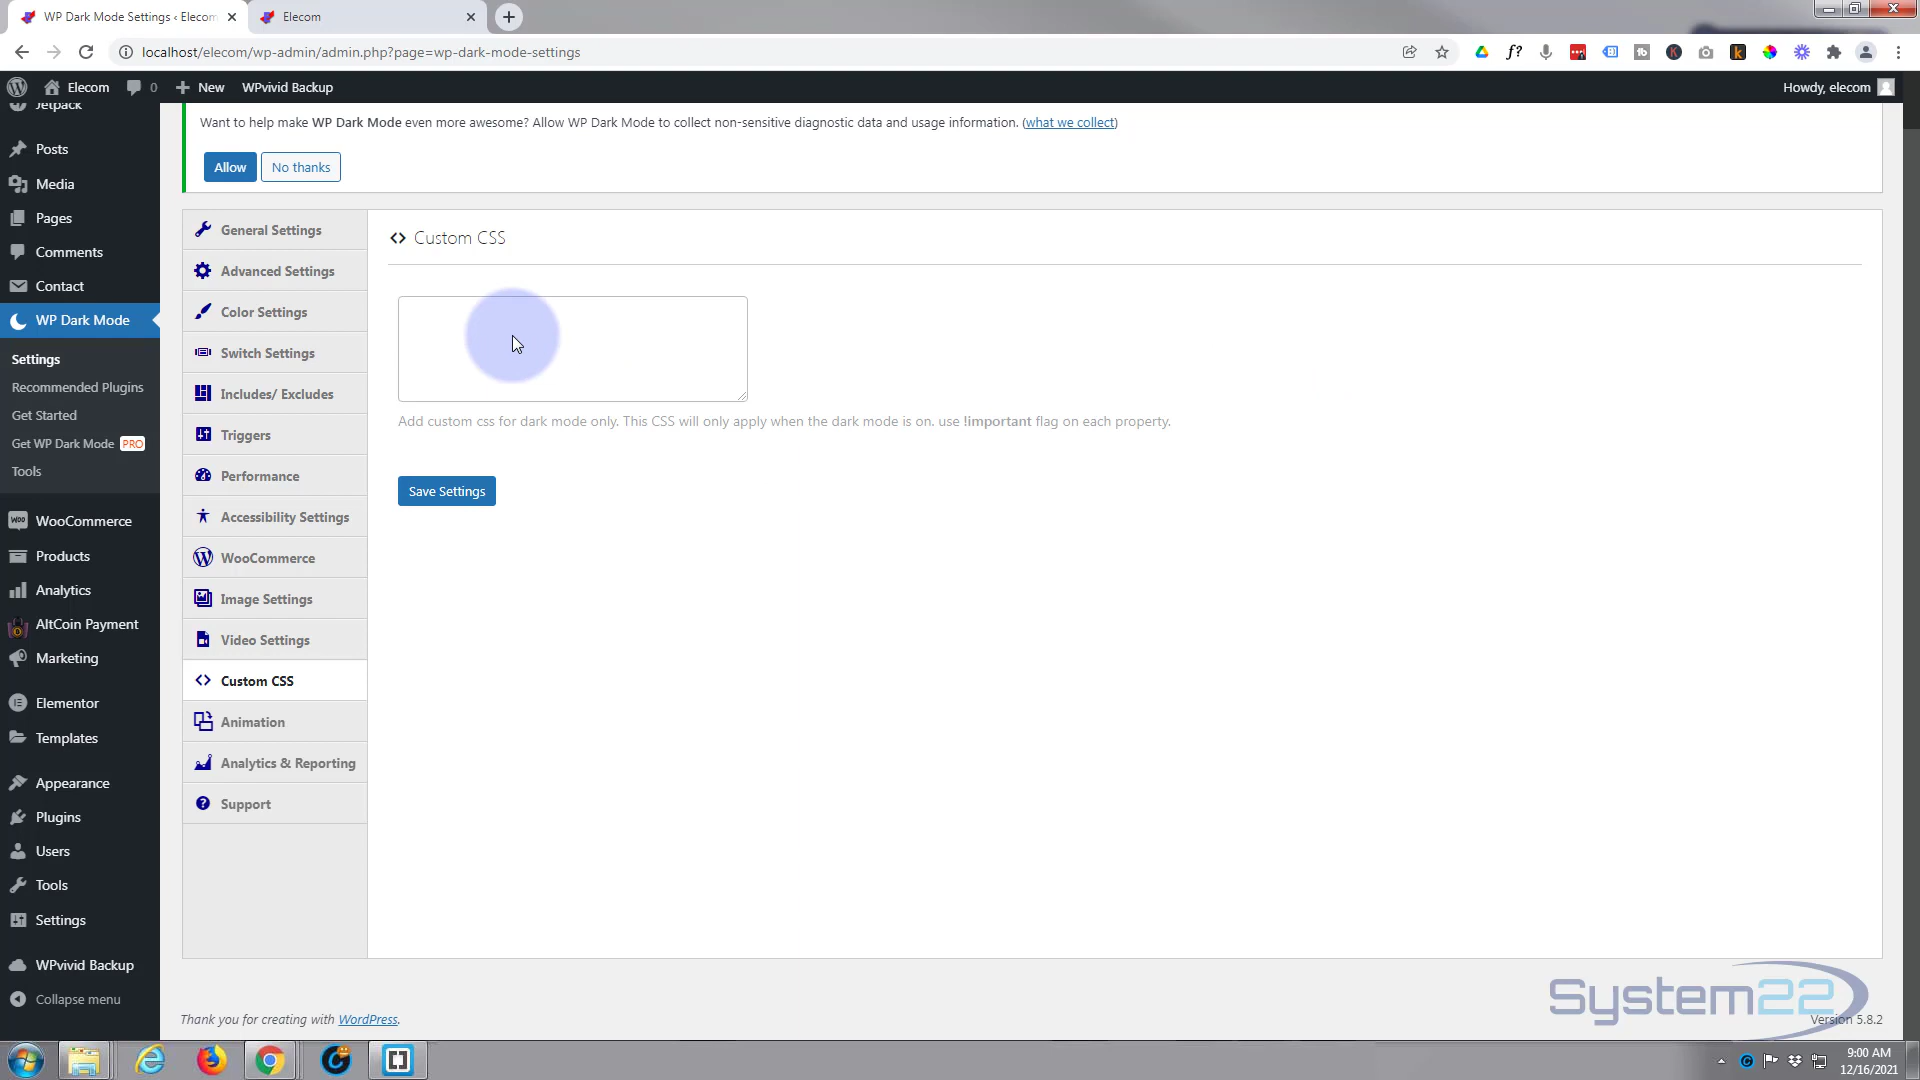 WP Dark Mode Settings ‹ Elecom
Elecom
localhost/elecom/wp-admin/admin.php?page=wp-dark-mode-settings
Elecom
0
New
WPvivid Backup
Howdy, elecom
Jetpack
Posts
Media
Pages
Comments
Contact
WP Dark Mode
Settings
Recommended Plugins
Get Started
Get WP Dark Mode PRO
Tools
WooCommerce
Products
Analytics
AltCoin Payment
Marketing
Elementor
Templates
Appearance
Plugins
Users
Tools
Settings
WPvivid Backup
Collapse menu
Want to help make WP Dark Mode even more awesome? Allow WP Dark Mode to collect non-sensitive diagnostic data and usage information. (what we collect)
Allow
No thanks
General Settings
Advanced Settings
Color Settings
Switch Settings
Includes/ Excludes
Triggers
Performance
Accessibility Settings
WooCommerce
Image Settings
Video Settings
Custom CSS
Animation
Analytics & Reporting
Support
Custom CSS
Add custom css for dark mode only. This CSS will only apply when the dark mode is on. use !important flag on each property.
Save Settings
Thank you for creating with WordPress.
System22
Version 5.8.2
9:00 AM
12/16/2021